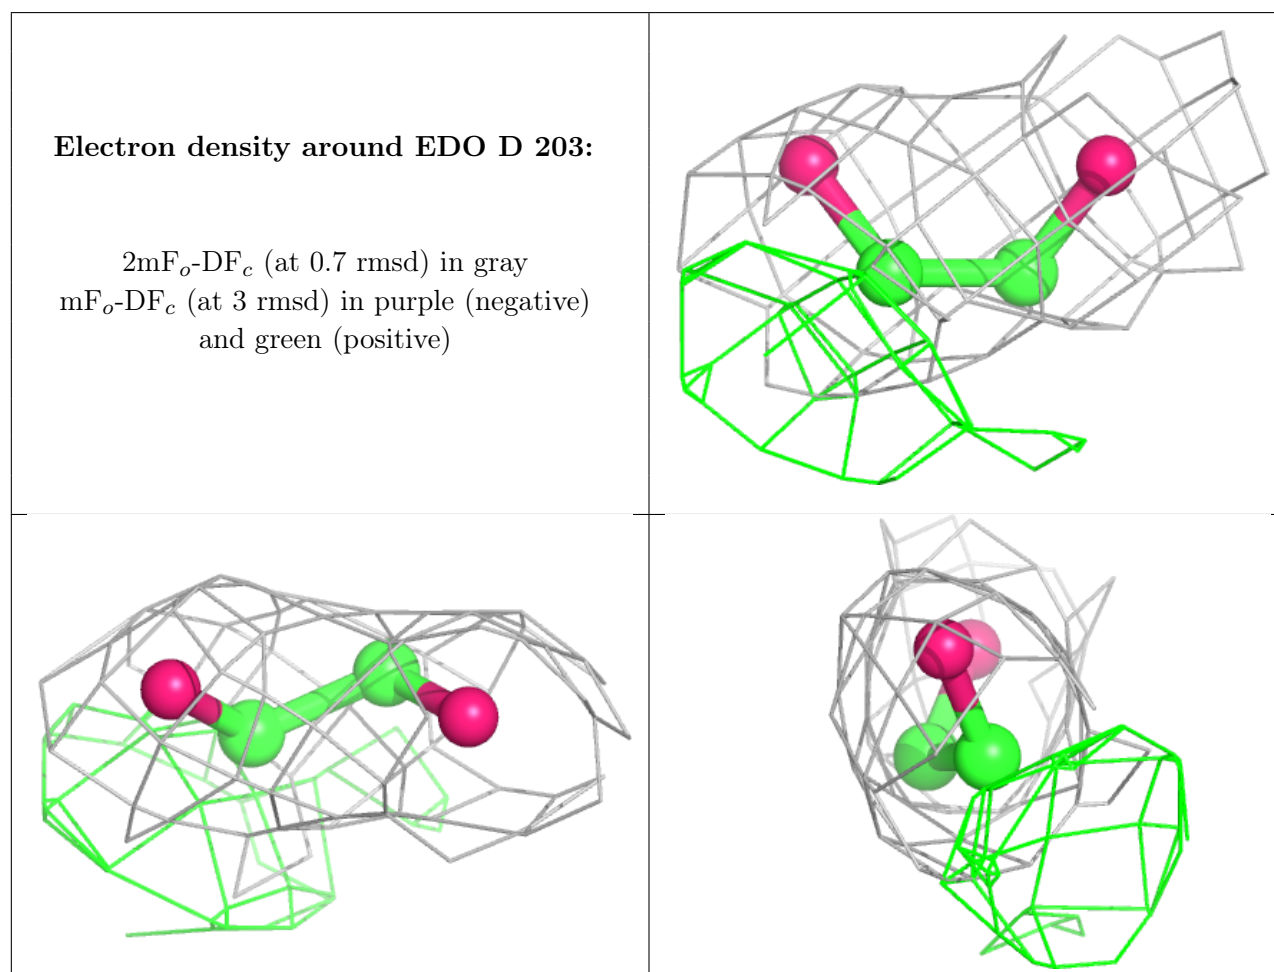 Electron density around EDO D 203:
2mFo-DFc (at 0.7 rmsd) in gray
mFo-DFc (at 3 rmsd) in purple (negative)
and green (positive)